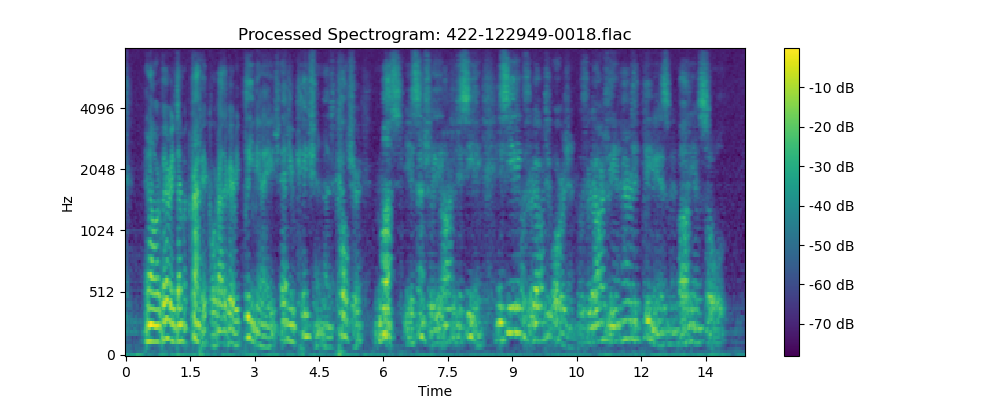 Processed Spectrogram: 422-122949-0018.flac
Hz
4096
2048
1024
512
0
0 1.5 3 4.5 6 7.5 9 10 12 14
Time
-10 dB
-20 dB
-30 dB
-40 dB
-50 dB
-60 dB
-70 dB